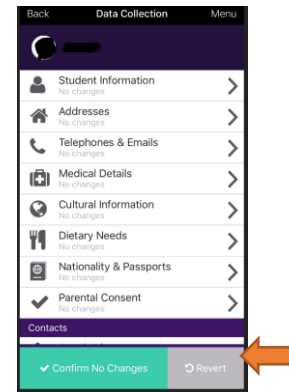 Back Data Collection Menu
Student Information
No changes
Addresses
No changes
Telephones & Emails
No changes
Medical Details
No changes
Cultural Information
No changes
Dietary Needs
No changes
Nationality & Passports
No changes
Parental Consent
No changes
Contacts
Confirm No Changes Revert